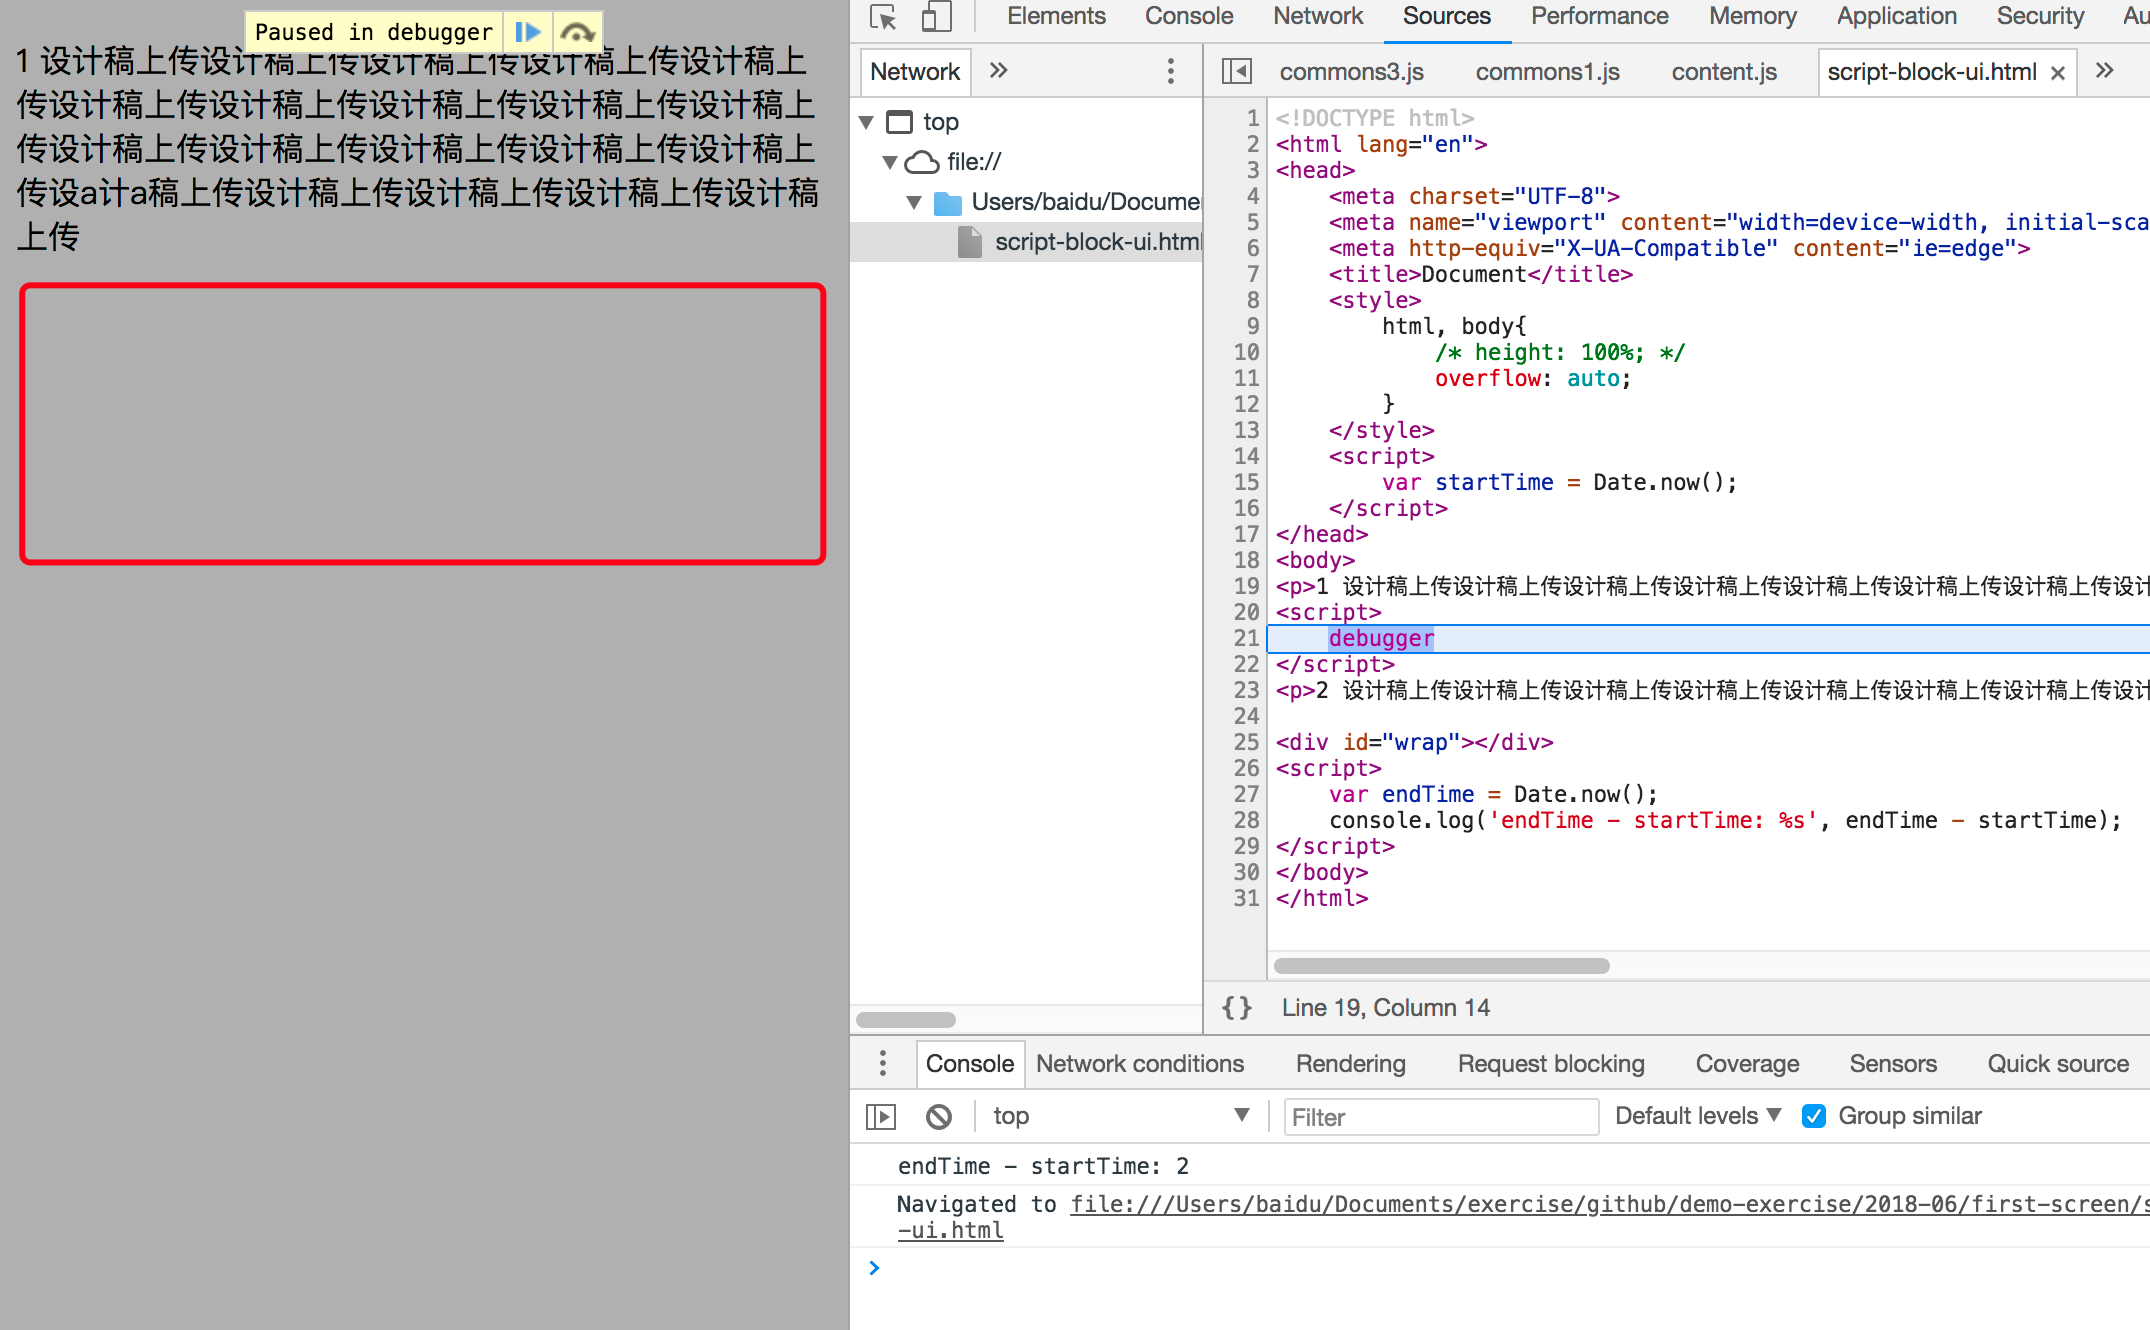 Paused in debugger
1 设计稿上传设计稿上传设计稿上传设计稿上传设计稿上
传设计稿上传设计稿上传设计稿上传设计稿上传设计稿上
传设计稿上传设计稿上传设计稿上传设计稿上传设计稿上
传设a计a稿上传设计稿上传设计稿上传设计稿上传设计稿
上传
Elements Console Network Sources Performance Memory Application Security Au
Network
commons3.js commons1.js content.js script-block-ui.html
top
file://
Users/baidu/Docume
script-block-ui.html
1 <!DOCTYPE html>
2 <html lang="en">
3 <head>
4 <meta charset="UTF-8">
5 <meta name="viewport" content="width=device-width, initial-sca
6 <meta http-equiv="X-UA-Compatible" content="ie=edge">
7 <title>Document</title>
8 <style>
9 html, body{
10 /* height: 100%; */
11 overflow: auto;
12 }
13 </style>
14 <script>
15 var startTime = Date.now();
16 </script>
17 </head>
18 <body>
19 <p>1 设计稿上传设计稿上传设计稿上传设计稿上传设计稿上传设计稿上传设计稿上传设计
20 <script>
21 debugger
22 </script>
23 <p>2 设计稿上传设计稿上传设计稿上传设计稿上传设计稿上传设计稿上传设计稿上传设计
24
25 <div id="wrap"></div>
26 <script>
27 var endTime = Date.now();
28 console.log('endTime - startTime: %s', endTime - startTime);
29 </script>
30 </body>
31 </html>
{} Line 19, Column 14
Console Network conditions Rendering Request blocking Coverage Sensors Quick source
top Filter Default levels Group similar
endTime - startTime: 2
Navigated to file:///Users/baidu/Documents/exercise/github/demo-exercise/2018-06/first-screen/s
-ui.html